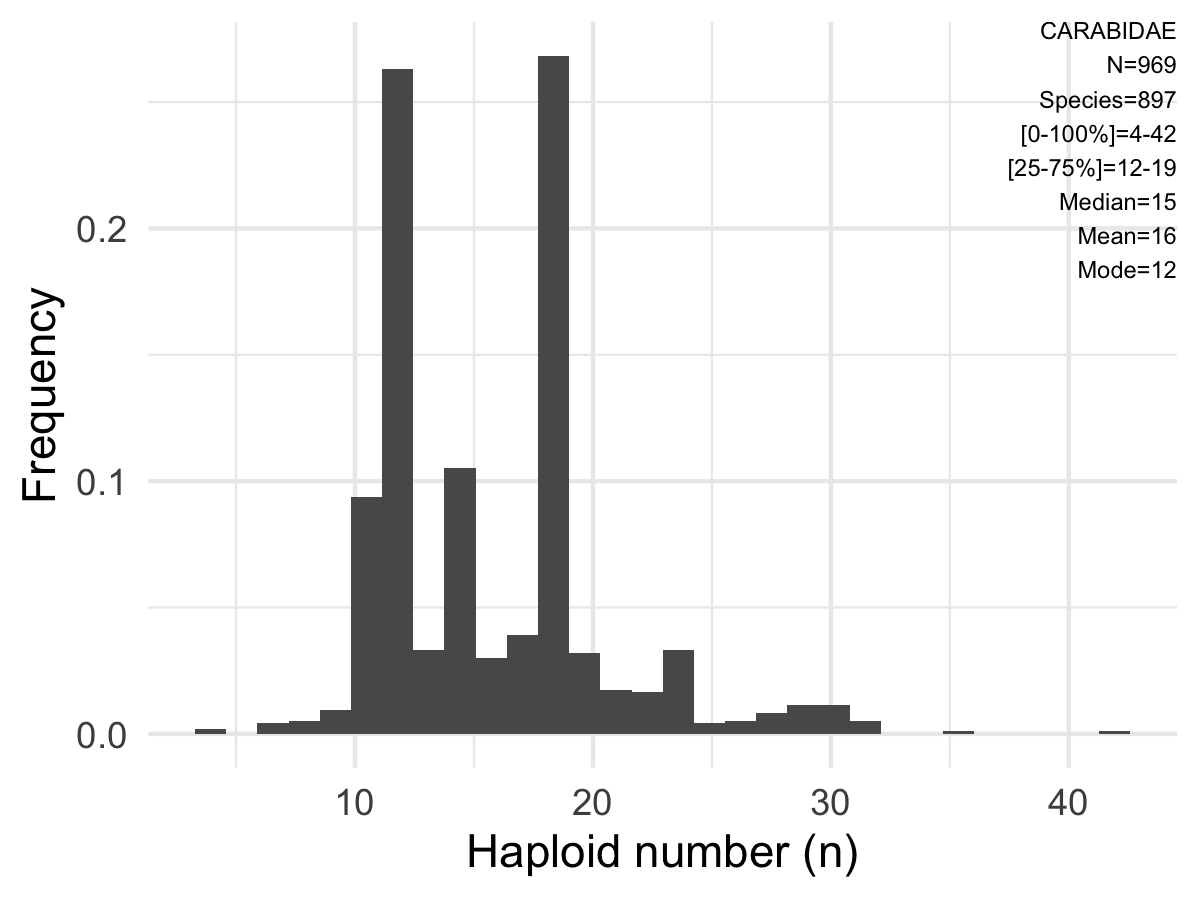 CARABIDAE
N=969
Species=897
[0-100%]=4-42
[25-75%]=12-19
Median=15
Mean=16
Mode=12
Frequency
0.2
0.1
0.0
10 20 30 40
Haploid number (n)